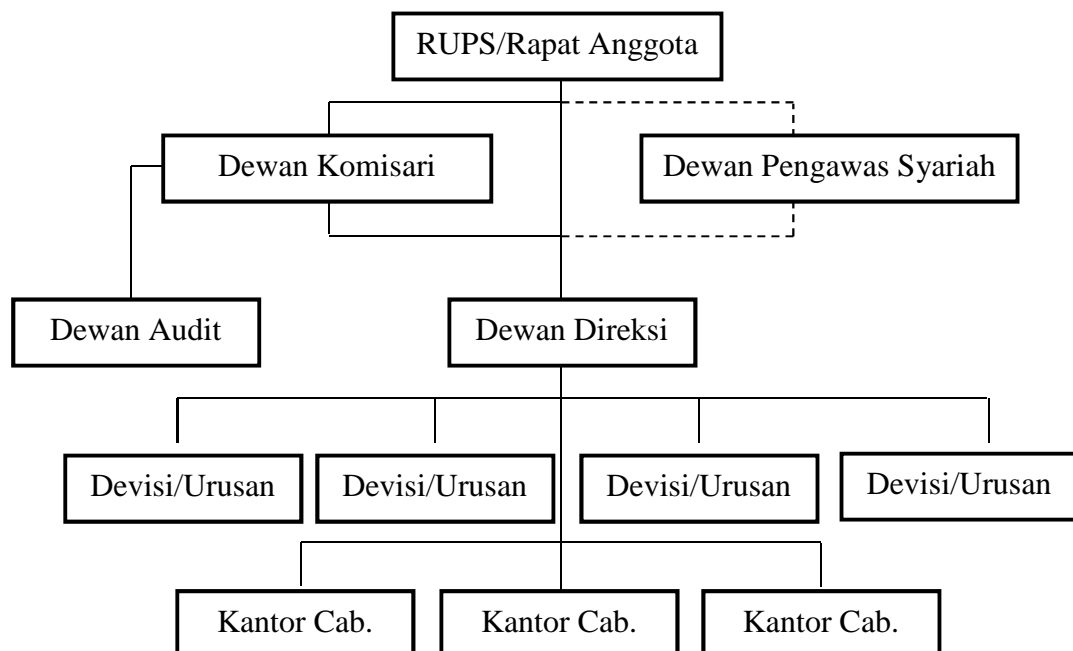 RUPS/Rapat Anggota
Dewan Komisari
Dewan Pengawas Syariah
Dewan Audit
Dewan Direksi
Devisi/Urusan
Devisi/Urusan
Devisi/Urusan
Devisi/Urusan
Kantor Cab.
Kantor Cab.
Kantor Cab.